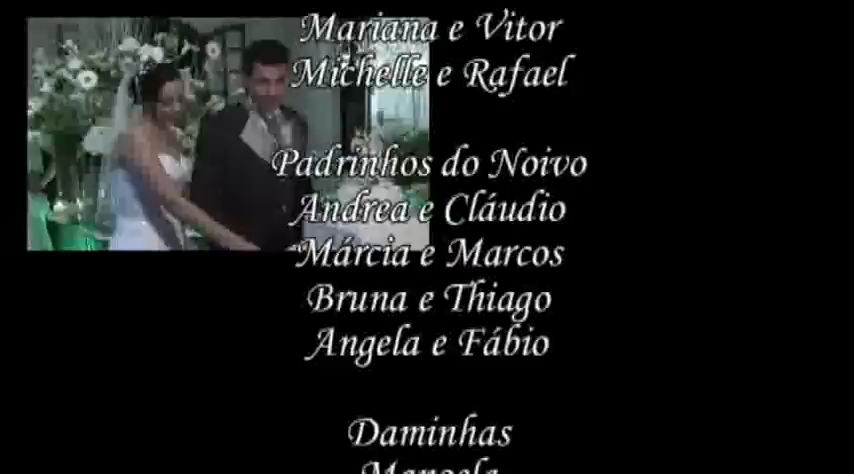 Mariana e Vitor
Michelle e Rafael
Padrinhos do Noivo
Andrea e Cláudio
Márcia e Marcos
Bruna e Thiago
Angela e Fábio
Daminhas